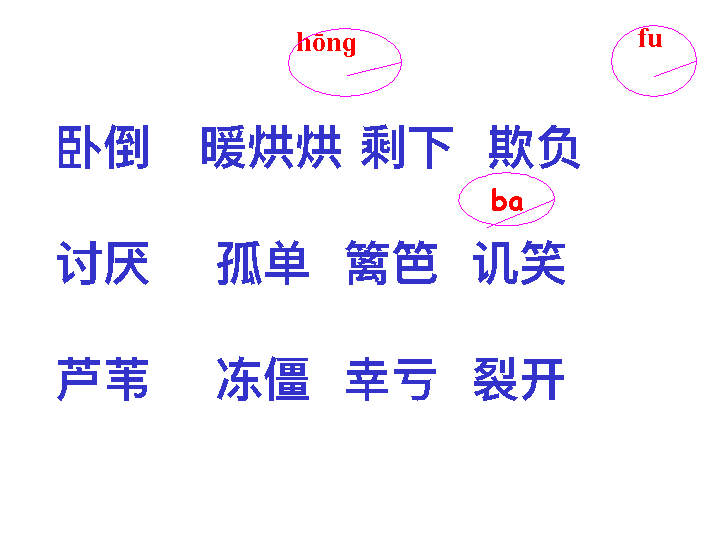 hōng fu
卧倒 暖烘烘 剩下 欺负
ba
讨厌 孤单 篱笆 讥笑
芦苇 冻僵 幸亏 裂开